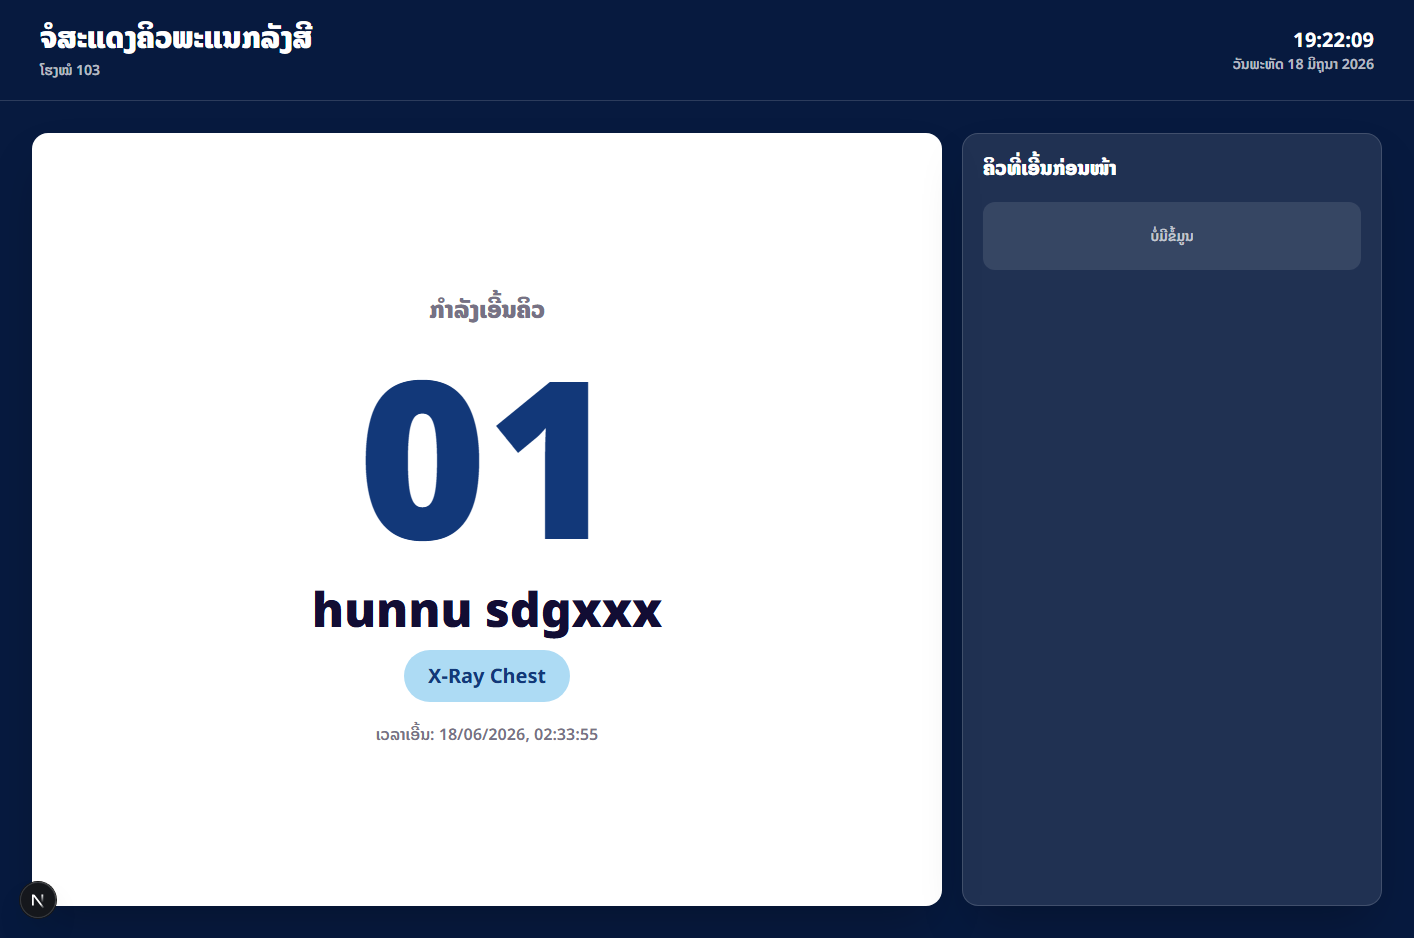 ຈໍສະແດງຄິວພະແນກລັງສີ
ໂຮງໝໍ 103
19:22:09
ວັນພະຫັດ 18 ມິຖຸນາ 2026
ກຳລັງເອີ້ນຄິວ
01
hunnu sdgxxx
X-Ray Chest
ເວລາເອີ້ນ: 18/06/2026, 02:33:55
ຄິວທີ່ເອີ້ນກ່ອນໜ້າ
ບໍ່ມີຂໍ້ມູນ
N